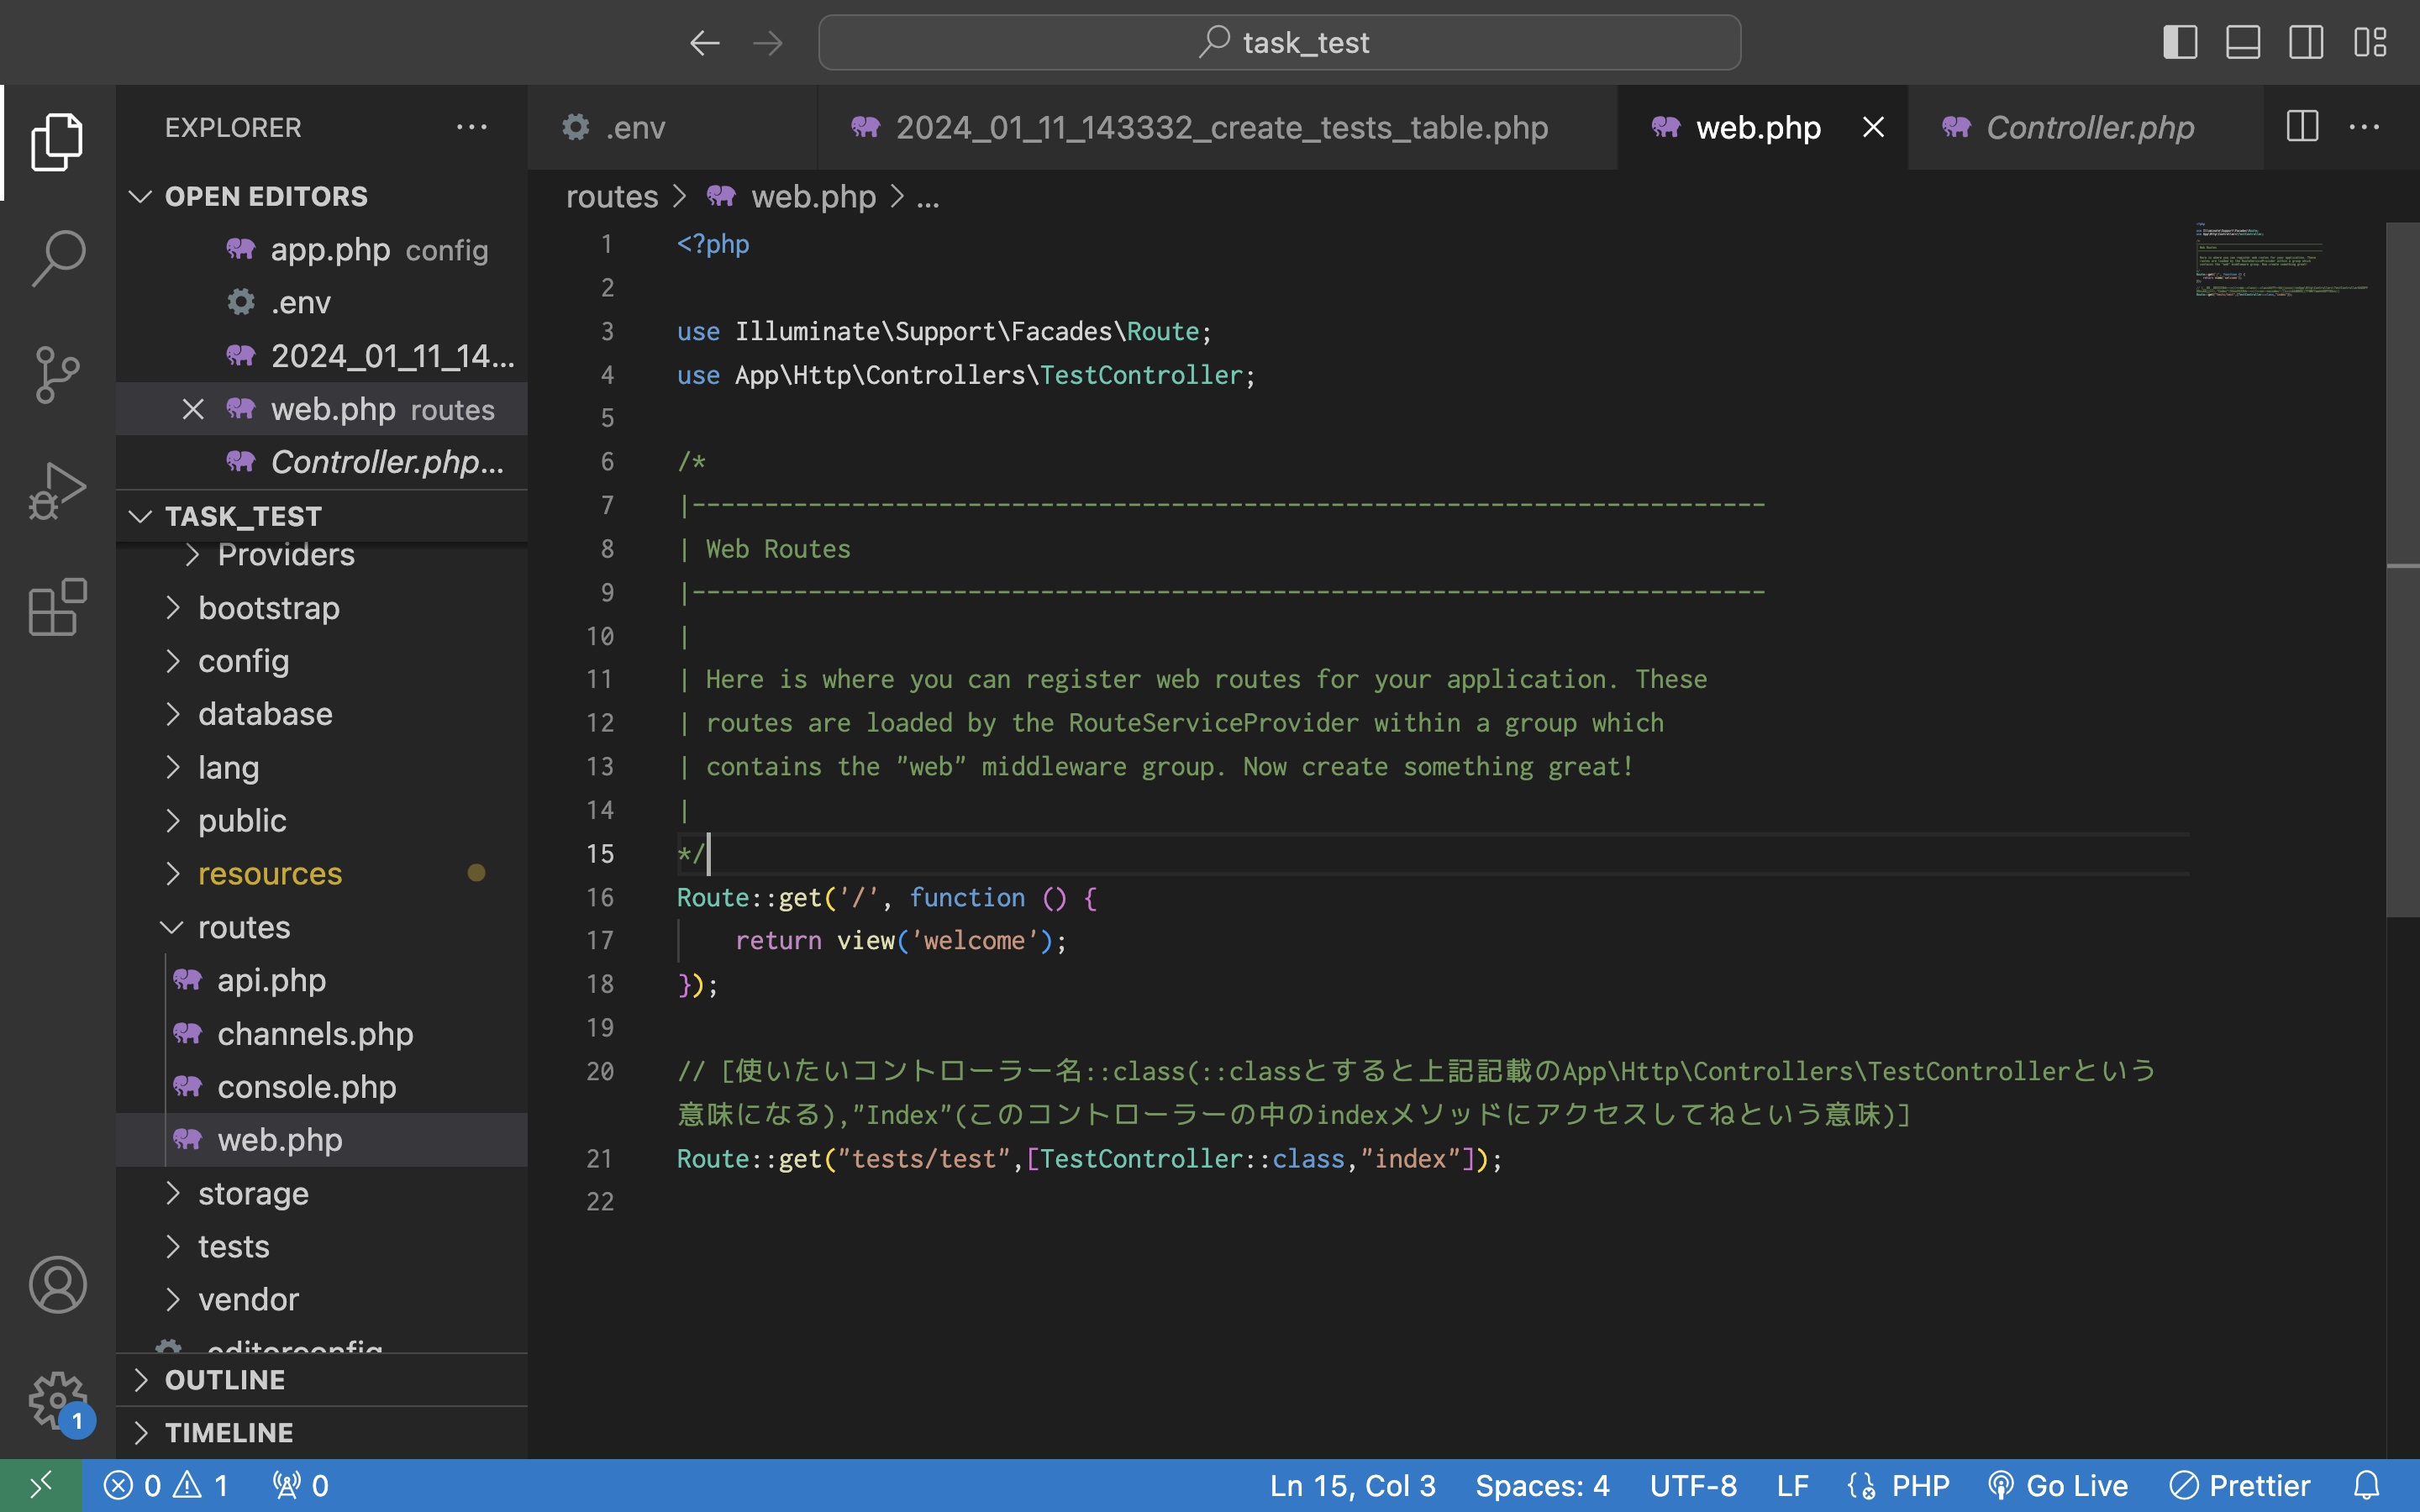 task_test
EXPLORER
.env
2024_01_11_143332_create_tests_table.php
web.php
Controller.php
OPEN EDITORS
app.php config
.env
2024_01_11_14...
web.php routes
Controller.php...
TASK_TEST
Providers
bootstrap
config
database
lang
public
resources
routes
api.php
channels.php
console.php
web.php
storage
tests
vendor
.editorconfig
OUTLINE
TIMELINE
routes > web.php > ...
1 <?php
2
3 use Illuminate\Support\Facades\Route;
4 use App\Http\Controllers\TestController;
5
6 /*
7 |--------------------------------------------------------------------------
8 | Web Routes
9 |--------------------------------------------------------------------------
10 |
11 | Here is where you can register web routes for your application. These
12 | routes are loaded by the RouteServiceProvider within a group which
13 | contains the "web" middleware group. Now create something great!
14 |
15 */
16 Route::get('/', function () {
17     return view('welcome');
18 });
19
20 // [使いたいコントローラー名::class(::classとすると上記記載のApp\Http\Controllers\TestControllerという
意味になる),"Index"(このコントローラーの中のindexメソッドにアクセスしてねという意味)]
21 Route::get("tests/test",[TestController::class,"index"]);
22
1
0 1 0
Ln 15, Col 3 Spaces: 4 UTF-8 LF PHP Go Live Prettier